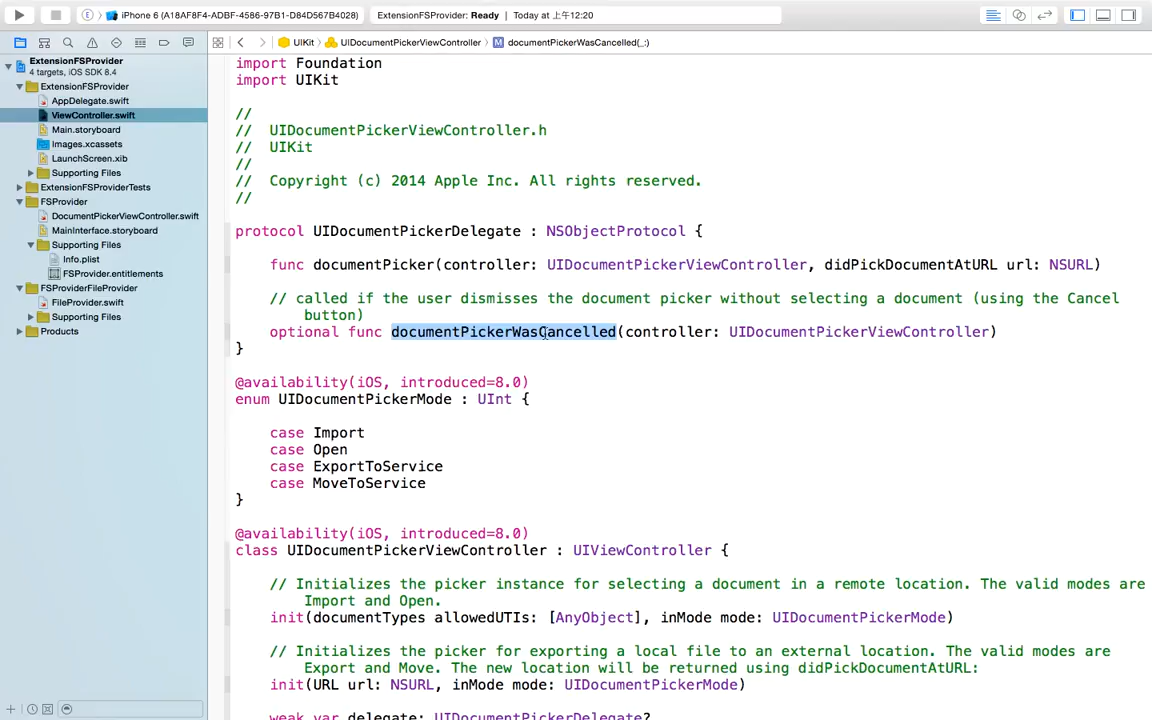 iPhone 6 (A18AF8F4-ADBF-4586-97B1-D84D567B4028)
ExtensionFSProvider: Ready | Today at 上午12:20
UIKit
UIDocumentPickerViewController
M documentPickerWasCancelled(_:)
ExtensionFSProvider
4 targets, iOS SDK 8.4
ExtensionFSProvider
AppDelegate.swift
ViewController.swift
Main.storyboard
Images.xcassets
LaunchScreen.xib
Supporting Files
ExtensionFSProviderTests
FSProvider
DocumentPickerViewController.swift
MainInterface.storyboard
Supporting Files
Info.plist
FSProvider.entitlements
FSProviderFileProvider
FileProvider.swift
Supporting Files
Products
import Foundation
import UIKit
//
//  UIDocumentPickerViewController.h
//  UIKit
//
//  Copyright (c) 2014 Apple Inc. All rights reserved.
//
protocol UIDocumentPickerDelegate : NSObjectProtocol {
func documentPicker(controller: UIDocumentPickerViewController, didPickDocumentAtURL url: NSURL)
// called if the user dismisses the document picker without selecting a document (using the Cancel
button)
optional func documentPickerWasCancelled(controller: UIDocumentPickerViewController)
}
@availability(iOS, introduced=8.0)
enum UIDocumentPickerMode : UInt {
case Import
case Open
case ExportToService
case MoveToService
}
@availability(iOS, introduced=8.0)
class UIDocumentPickerViewController : UIViewController {
// Initializes the picker instance for selecting a document in a remote location. The valid modes are
Import and Open.
init(documentTypes allowedUTIs: [AnyObject], inMode mode: UIDocumentPickerMode)
// Initializes the picker for exporting a local file to an external location. The valid modes are
Export and Move. The new location will be returned using didPickDocumentAtURL:
init(URL url: NSURL, inMode mode: UIDocumentPickerMode)
weak var delegate: UIDocumentPickerDelegate?